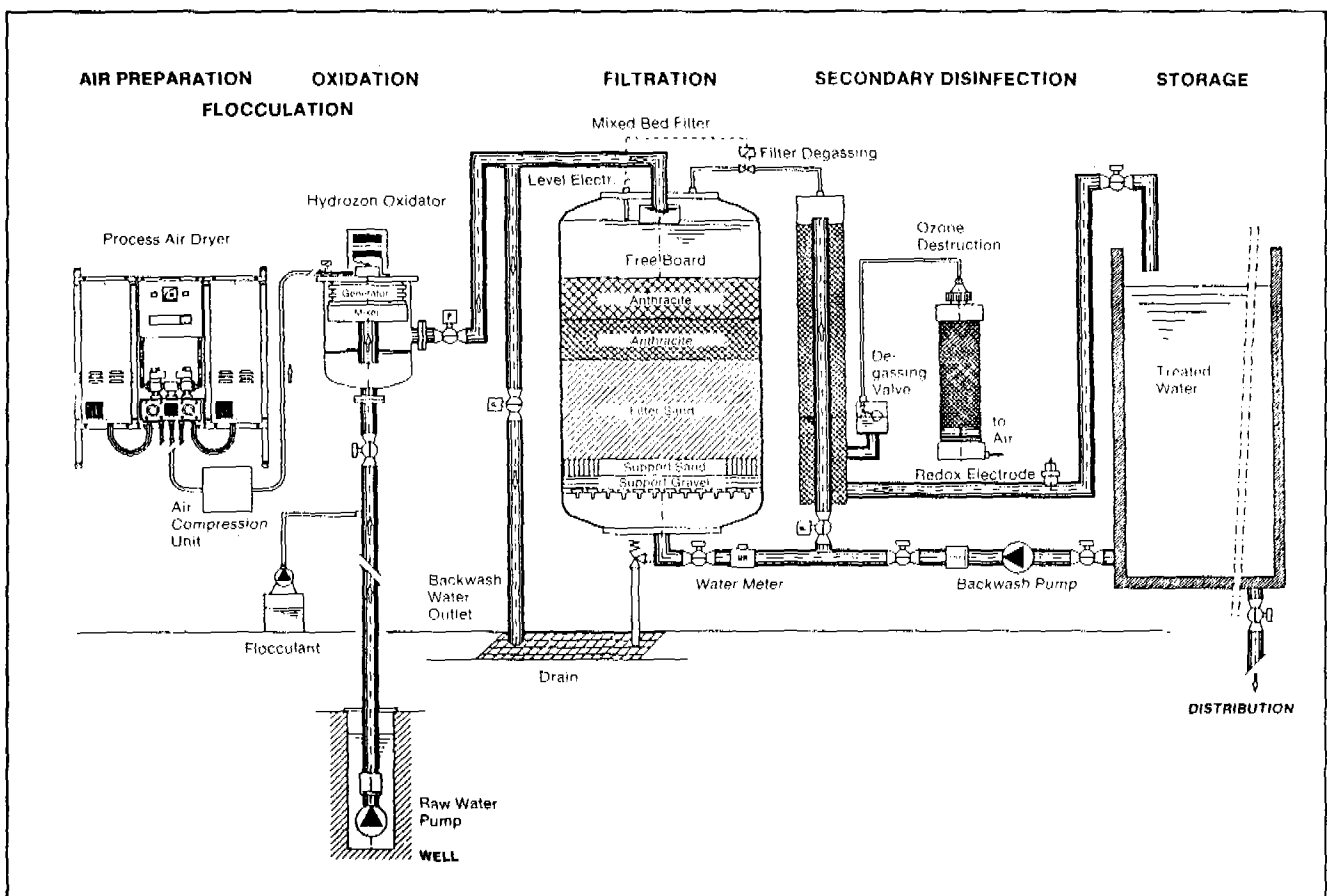 AIR PREPARATION
OXIDATION
FILTRATION
SECONDARY DISINFECTION
STORAGE
FLOCCULATION
Mixed Bed Filter
Filter Degassing
Level Electr.
Hydrozon Oxidator
Process Air Dryer
Ozone
Destruction
Free Board
Generator
Mixer
Anthracite
Anthracite
De-
gassing
Valve
Treated
Water
Filter Sand
to
Air
Support Sand
Support Gravel
Redox Electrode
Air
Compression
Unit
Backwash
Water
Outlet
Water Meter
Backwash Pump
Flocculant
Drain
DISTRIBUTION
Raw Water
Pump
WELL